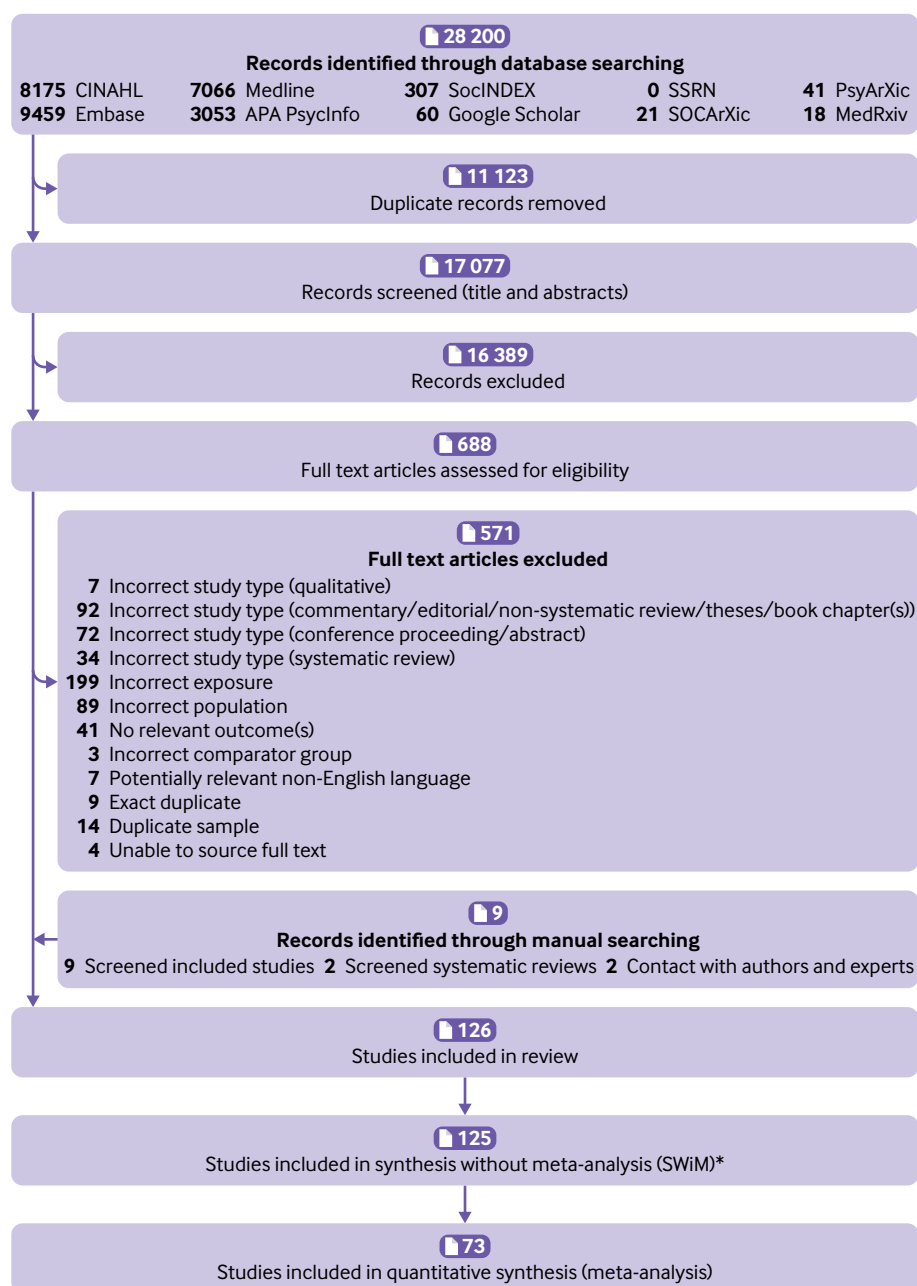 28 200
Records identified through database searching
8175 CINAHL 7066 Medline 307 SocINDEX 0 SSRN 41 PsyArXic
9459 Embase 3053 APA PsycInfo 60 Google Scholar 21 SOCArXic 18 MedRxiv
11 123
Duplicate records removed
17 077
Records screened (title and abstracts)
16 389
Records excluded
688
Full text articles assessed for eligibility
571
Full text articles excluded
7 Incorrect study type (qualitative)
92 Incorrect study type (commentary/editorial/non-systematic review/theses/book chapter(s))
72 Incorrect study type (conference proceeding/abstract)
34 Incorrect study type (systematic review)
199 Incorrect exposure
89 Incorrect population
41 No relevant outcome(s)
3 Incorrect comparator group
7 Potentially relevant non-English language
9 Exact duplicate
14 Duplicate sample
4 Unable to source full text
9
Records identified through manual searching
9 Screened included studies 2 Screened systematic reviews 2 Contact with authors and experts
126
Studies included in review
125
Studies included in synthesis without meta-analysis (SWiM)*
73
Studies included in quantitative synthesis (meta-analysis)